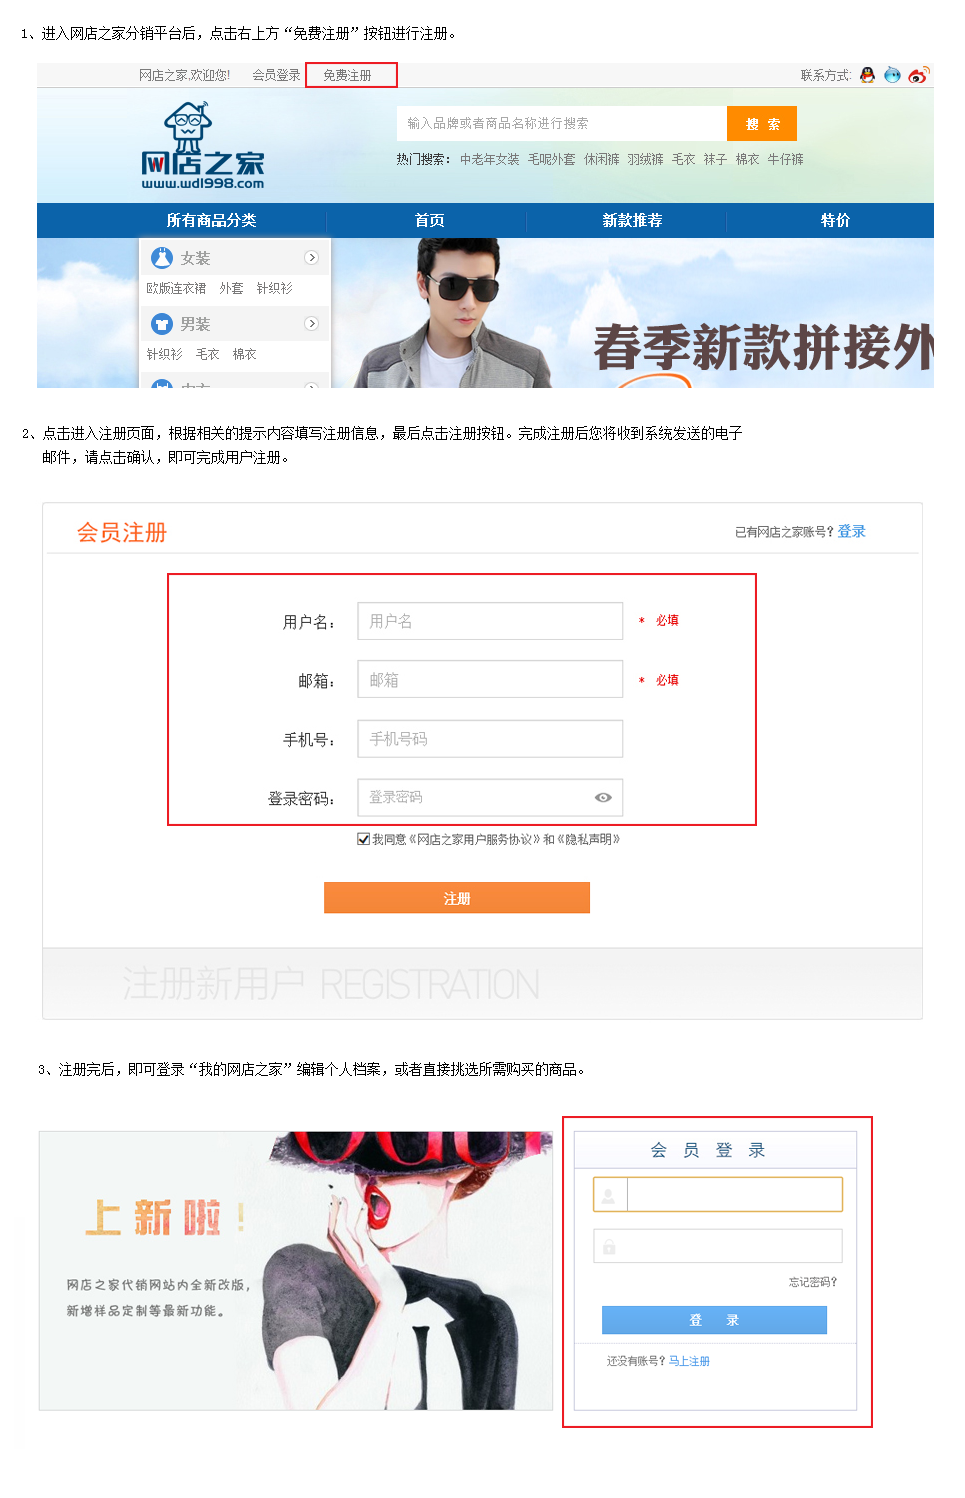 1、进入网店之家分销平台后，点击右上方“免费注册”按钮进行注册。
网店之家,欢迎您! 会员登录 免费注册 联系方式:
输入品牌或者商品名称进行搜索 搜 索
网店之家
www.wdl998.com
热门搜索: 中老年女装 毛呢外套 休闲裤 羽绒裤 毛衣 袜子 棉衣 牛仔裤
所有商品分类 首页 新款推荐 特价
女装
欧版连衣裙 外套 针织衫
男装
针织衫 毛衣 棉衣
春季新款拼接外
2、点击进入注册页面，根据相关的提示内容填写注册信息，最后点击注册按钮。完成注册后您将收到系统发送的电子
邮件，请点击确认，即可完成用户注册。
会员注册 已有网店之家账号? 登录
用户名: 用户名 * 必填
邮箱: 邮箱 * 必填
手机号: 手机号码
登录密码: 登录密码
我同意《网店之家用户服务协议》和《隐私声明》
注册
注册新用户 REGISTRATION
3、注册完后，即可登录“我的网店之家”编辑个人档案，或者直接挑选所需购买的商品。
上新啦!
网店之家代销网站内全新改版，
新增样品定制等最新功能。
会 员 登 录
忘记密码?
登 录
还没有账号? 马上注册